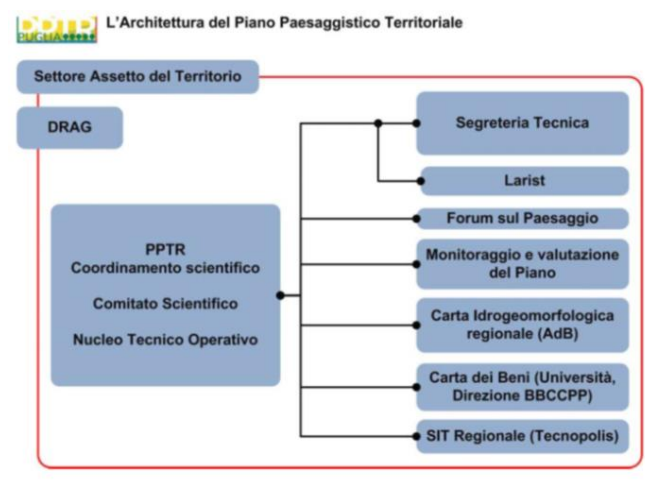 PPTR
PUGLIA
L'Architettura del Piano Paesaggistico Territoriale
Settore Assetto del Territorio
DRAG
PPTR
Coordinamento scientifico
Comitato Scientifico
Nucleo Tecnico Operativo
Segreteria Tecnica
Larist
Forum sul Paesaggio
Monitoraggio e valutazione
del Piano
Carta Idrogeomorfologica
regionale (AdB)
Carta dei Beni (Università,
Direzione BBCCPP)
SIT Regionale (Tecnopolis)